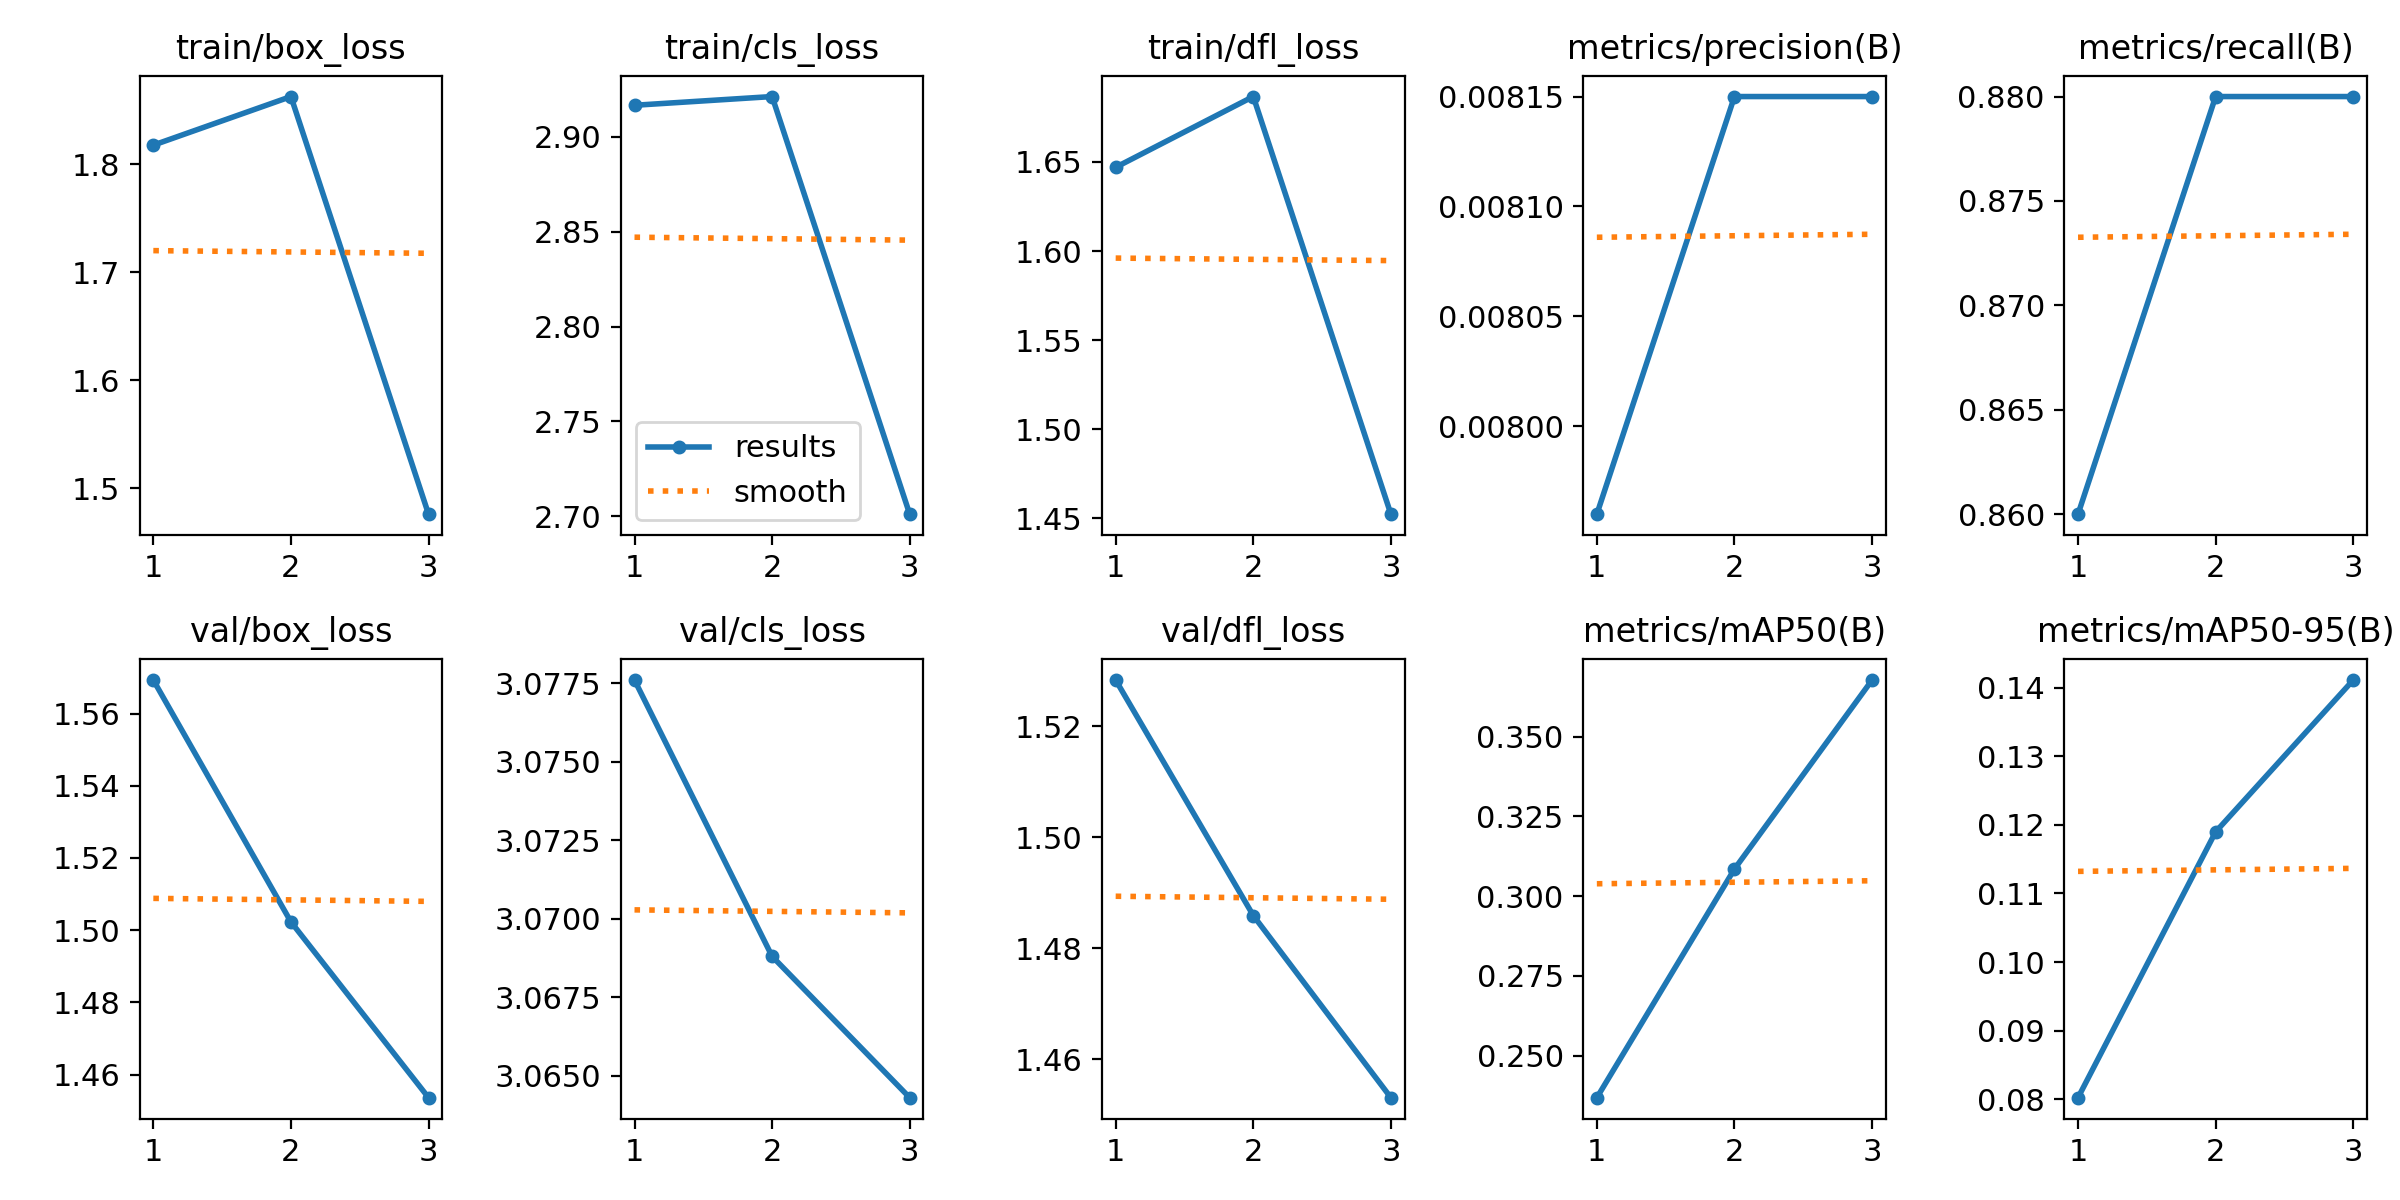 train/box_loss
1.8
1.7
1.6
1.5
1 2 3
train/cls_loss
2.90
2.85
2.80
2.75
2.70
results
smooth
1 2 3
train/dfl_loss
1.65
1.60
1.55
1.50
1.45
1 2 3
metrics/precision(B)
0.00815
0.00810
0.00805
0.00800
1 2 3
metrics/recall(B)
0.880
0.875
0.870
0.865
0.860
1 2 3
val/box_loss
1.56
1.54
1.52
1.50
1.48
1.46
1 2 3
val/cls_loss
3.0775
3.0750
3.0725
3.0700
3.0675
3.0650
1 2 3
val/dfl_loss
1.52
1.50
1.48
1.46
1 2 3
metrics/mAP50(B)
0.350
0.325
0.300
0.275
0.250
1 2 3
metrics/mAP50-95(B)
0.14
0.13
0.12
0.11
0.10
0.09
0.08
1 2 3